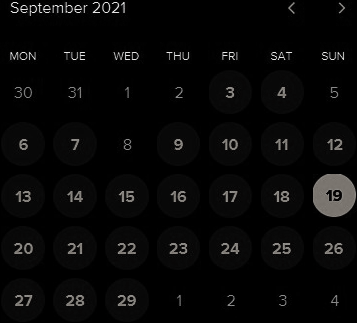 September 2021
MON TUE WED THU FRI SAT SUN
30 31 1 2 3 4 5
6 7 8 9 10 11 12
13 14 15 16 17 18 19
20 21 22 23 24 25 26
27 28 29 1 2 3 4